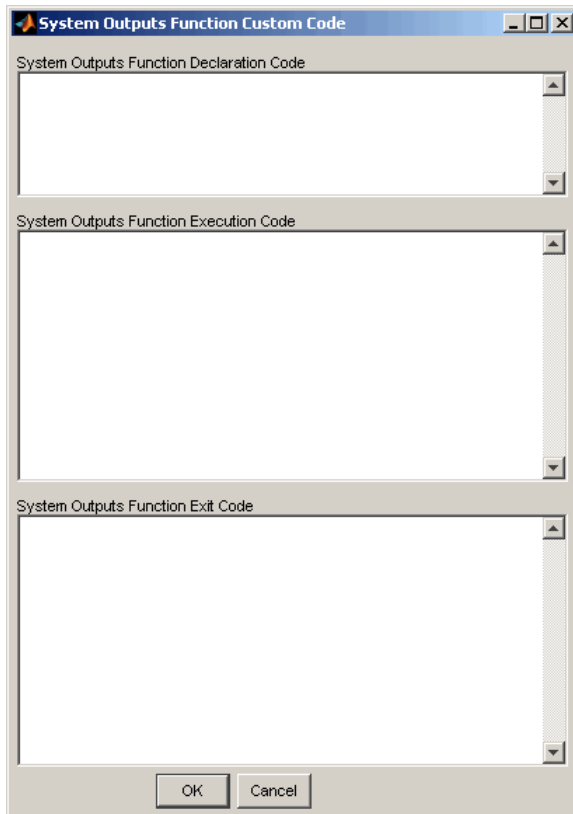 System Outputs Function Custom Code
System Outputs Function Declaration Code
System Outputs Function Execution Code
System Outputs Function Exit Code
OK Cancel